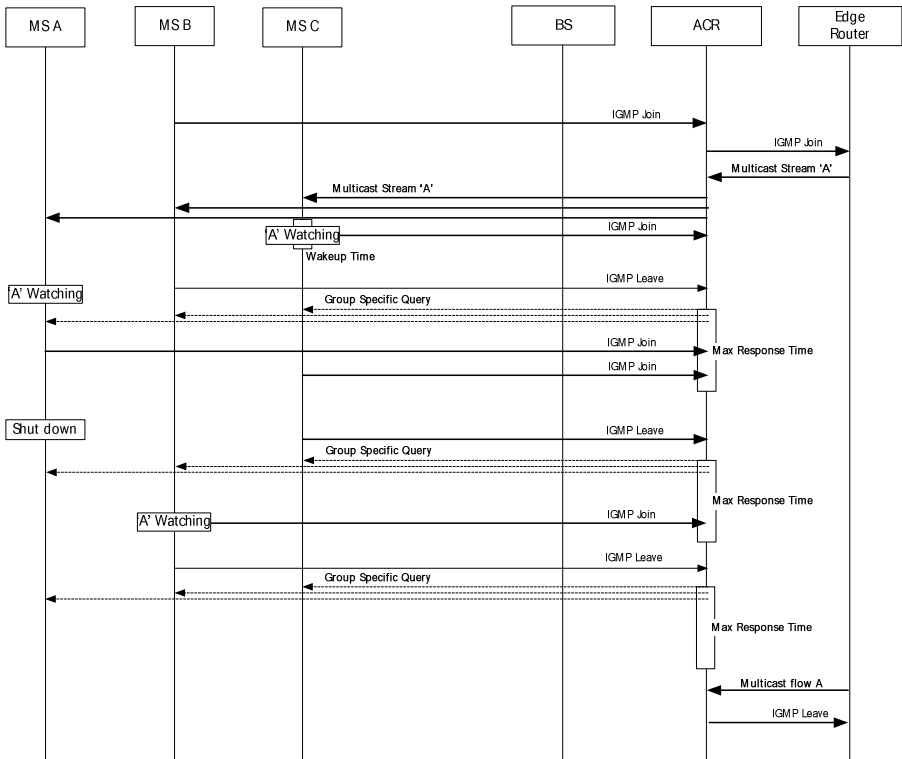 MS A
MS B
MS C
BS
ACR
Edge
Router
IGMP Join
IGMP Join
Multicast Stream ‘A’
Multicast Stream ‘A’
‘A’ Watching
IGMP Join
Wakeup Time
IGMP Leave
‘A’ Watching
Group Specific Query
IGMP Join
Max Response Time
IGMP Join
Shut down
IGMP Leave
Group Specific Query
Max Response Time
‘A’ Watching
IGMP Join
IGMP Leave
Group Specific Query
Max Response Time
Multicast flow A
IGMP Leave